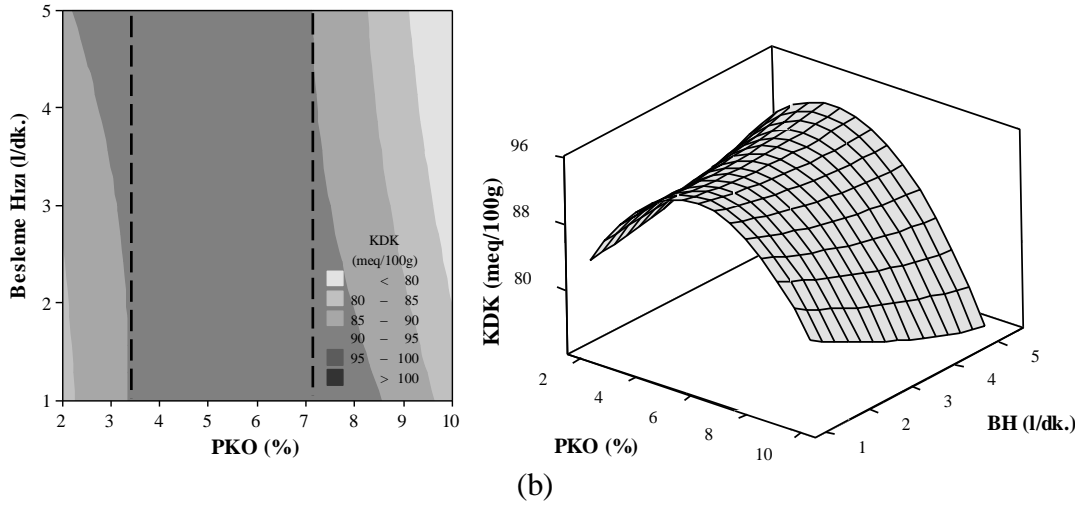 Besleme Hızı (l/dk.)
5
4
3
2
1
2 3 4 5 6 7 8 9 10
PKO (%)
KDK
(meq/100g)
< 80
80 – 85
85 – 90
90 – 95
95 – 100
> 100
KDK (meq/100g)
96
88
80
2
4
6
8
10
PKO (%)
1
2
3
4
5
BH (l/dk.)
(b)